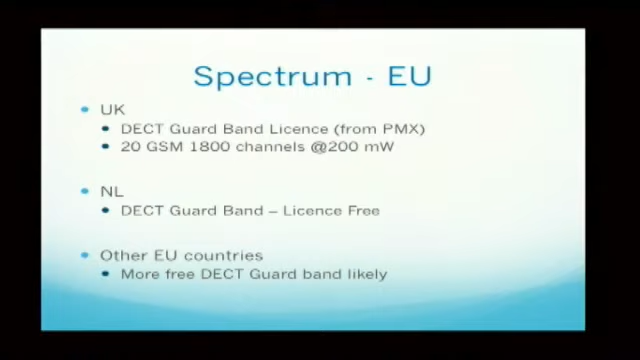 Spectrum - EU
UK
DECT Guard Band Licence (from PMX)
20 GSM 1800 channels @200 mW
NL
DECT Guard Band – Licence Free
Other EU countries
More free DECT Guard band likely